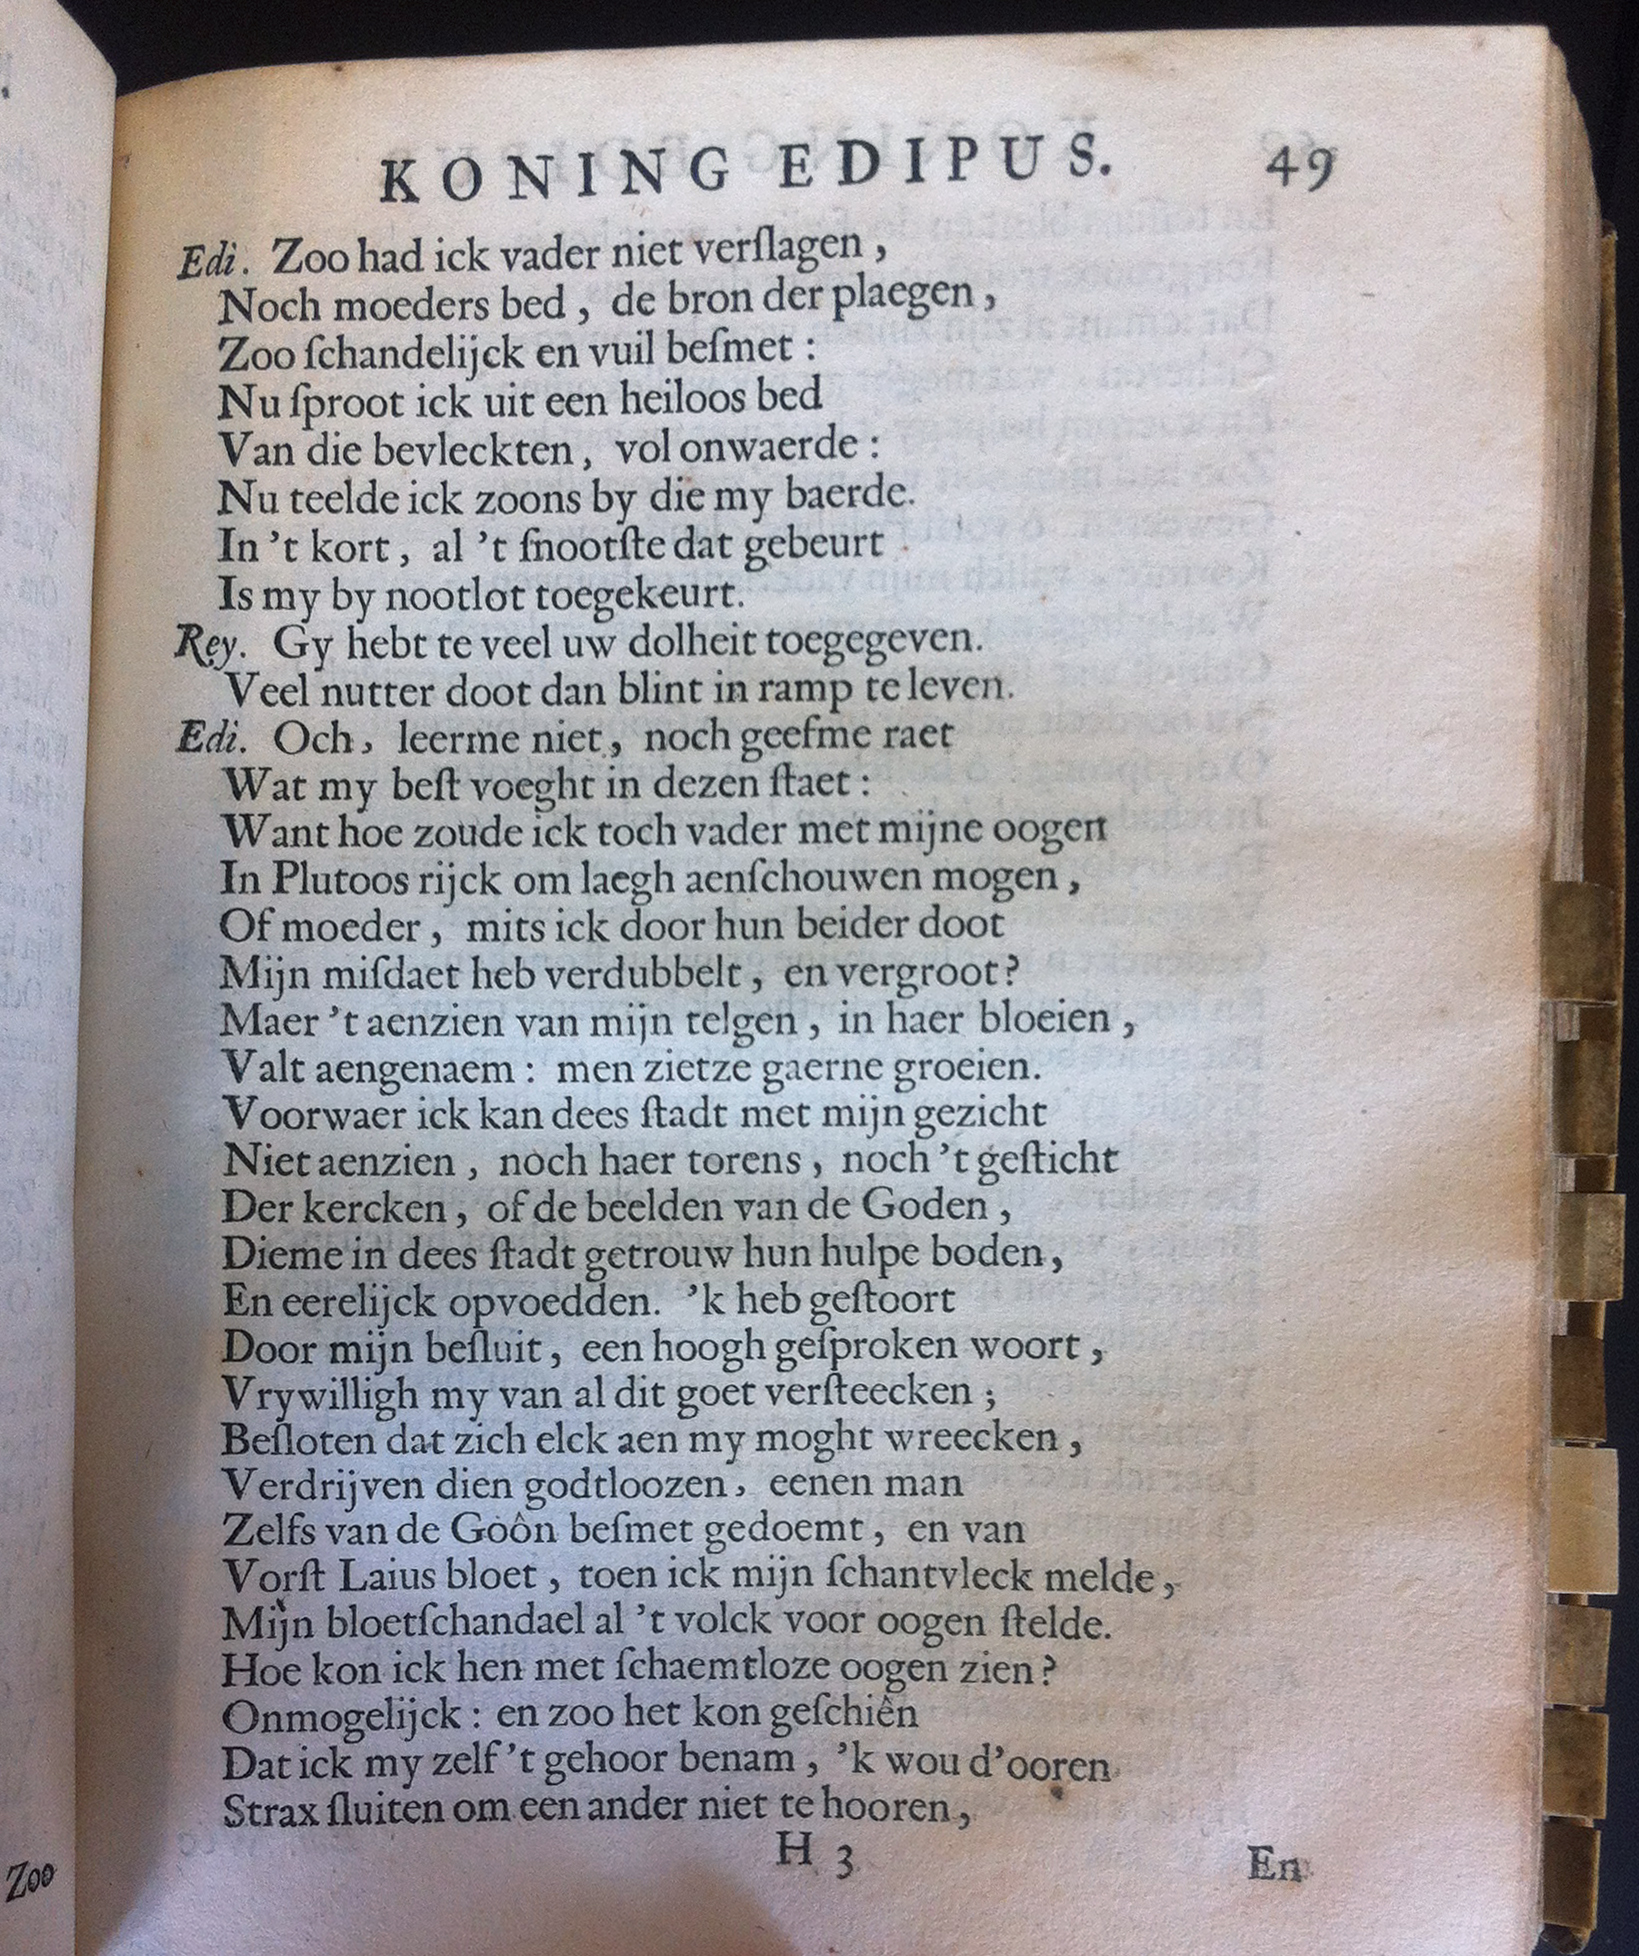 KONING EDIPUS. 49
Edi. Zoo had ick vader niet verſlagen,
Noch moeders bed, de bron der plaegen,
Zoo ſchandelijck en vuil beſmet:
Nu ſproot ick uit een heiloos bed
Van die bevleckten, vol onwaerde:
Nu teelde ick zoons by die my baerde.
In 't kort, al 't ſnootſte dat gebeurt
Is my by nootlot toegekeurt.
Rey. Gy hebt te veel uw dolheit toegegeven.
Veel nutter doot dan blint in ramp te leven.
Edi. Och, leerme niet, noch geefme raet
Wat my beſt voeght in dezen ſtaet:
Want hoe zoude ick toch vader met mijne oogen
In Plutoos rijck om laegh aenſchouwen mogen,
Of moeder, mits ick door hun beider doot
Mijn miſdaet heb verdubbelt, en vergroot?
Maer 't aenzien van mijn telgen, in haer bloeien,
Valt aengenaem: men zietze gaerne groeien.
Voorwaer ick kan dees ſtadt met mijn gezicht
Niet aenzien, noch haer torens, noch 't geſticht
Der kercken, of de beelden van de Goden,
Dieme in dees ſtadt getrouw hun hulpe boden,
En eerelijck opvoedden. 'k heb geſtoort
Door mijn beſluit, een hoogh geſproken woort,
Vrywilligh my van al dit goet verſteecken;
Beſloten dat zich elck aen my moght wreecken,
Verdrijven dien godtloozen, eenen man
Zelfs van de Goôn beſmet gedoemt, en van
Vorſt Laius bloet, toen ick mijn ſchantvleck melde,
Mijn bloetſchandael al 't volck voor oogen ſtelde.
Hoe kon ick hen met ſchaemtloze oogen zien?
Onmogelijck: en zoo het kon geſchiên
Dat ick my zelf 't gehoor benam, 'k wou d'ooren
Strax ſluiten om een ander niet te hooren,
H 3 En
Zoo